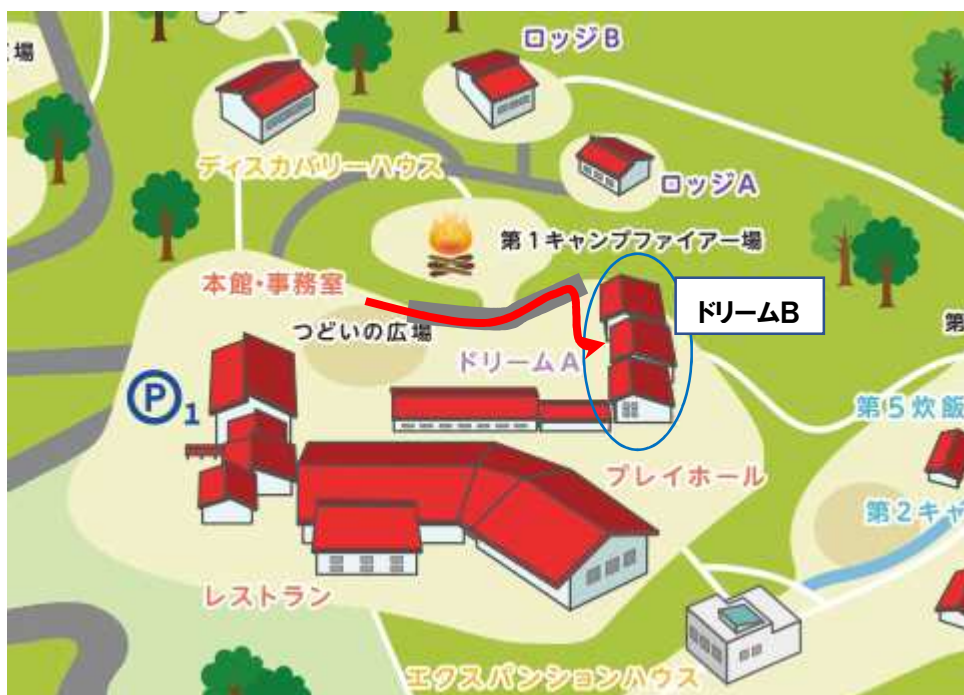 ロッジB
場
ディスカバリーハウス
ロッジA
第1キャンプファイアー場
本館・事務室
ドリームB
つどいの広場
第
ドリームA
P1
第5炊飯
プレイホール
第2キャ
レストラン
エクスパンションハウス